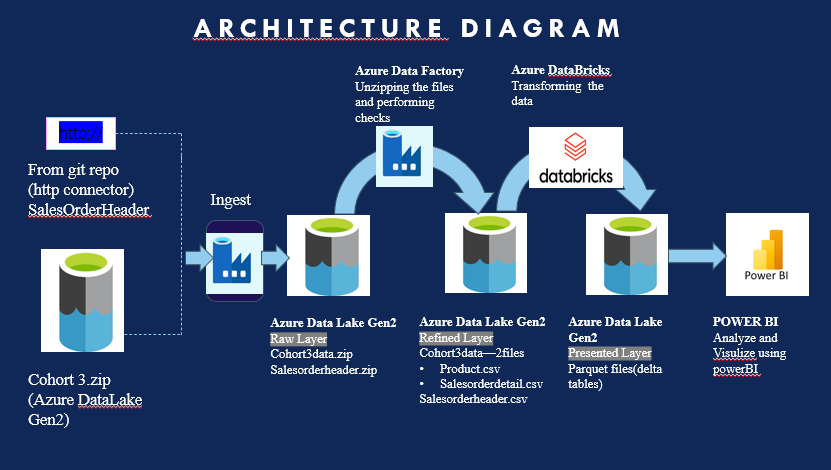 ARCHITECTURE DIAGRAM
Azure Data Factory
Unzipping the files
and performing
checks
Azure DataBricks
Transforming the
data
http://
From git repo
(http connector)
SalesOrderHeader
Ingest
databricks
Power BI
Cohort 3.zip
(Azure DataLake
Gen2)
Azure Data Lake Gen2
Raw Layer
Cohort3data.zip
Salesorderheader.zip
Azure Data Lake Gen2
Refined Layer
Cohort3data—2files
• Product.csv
• Salesorderdetail.csv
Salesorderheader.csv
Azure Data Lake
Gen2
Presented Layer
Parquet files(delta
tables)
POWER BI
Analyze and
Visulize using
powerBI